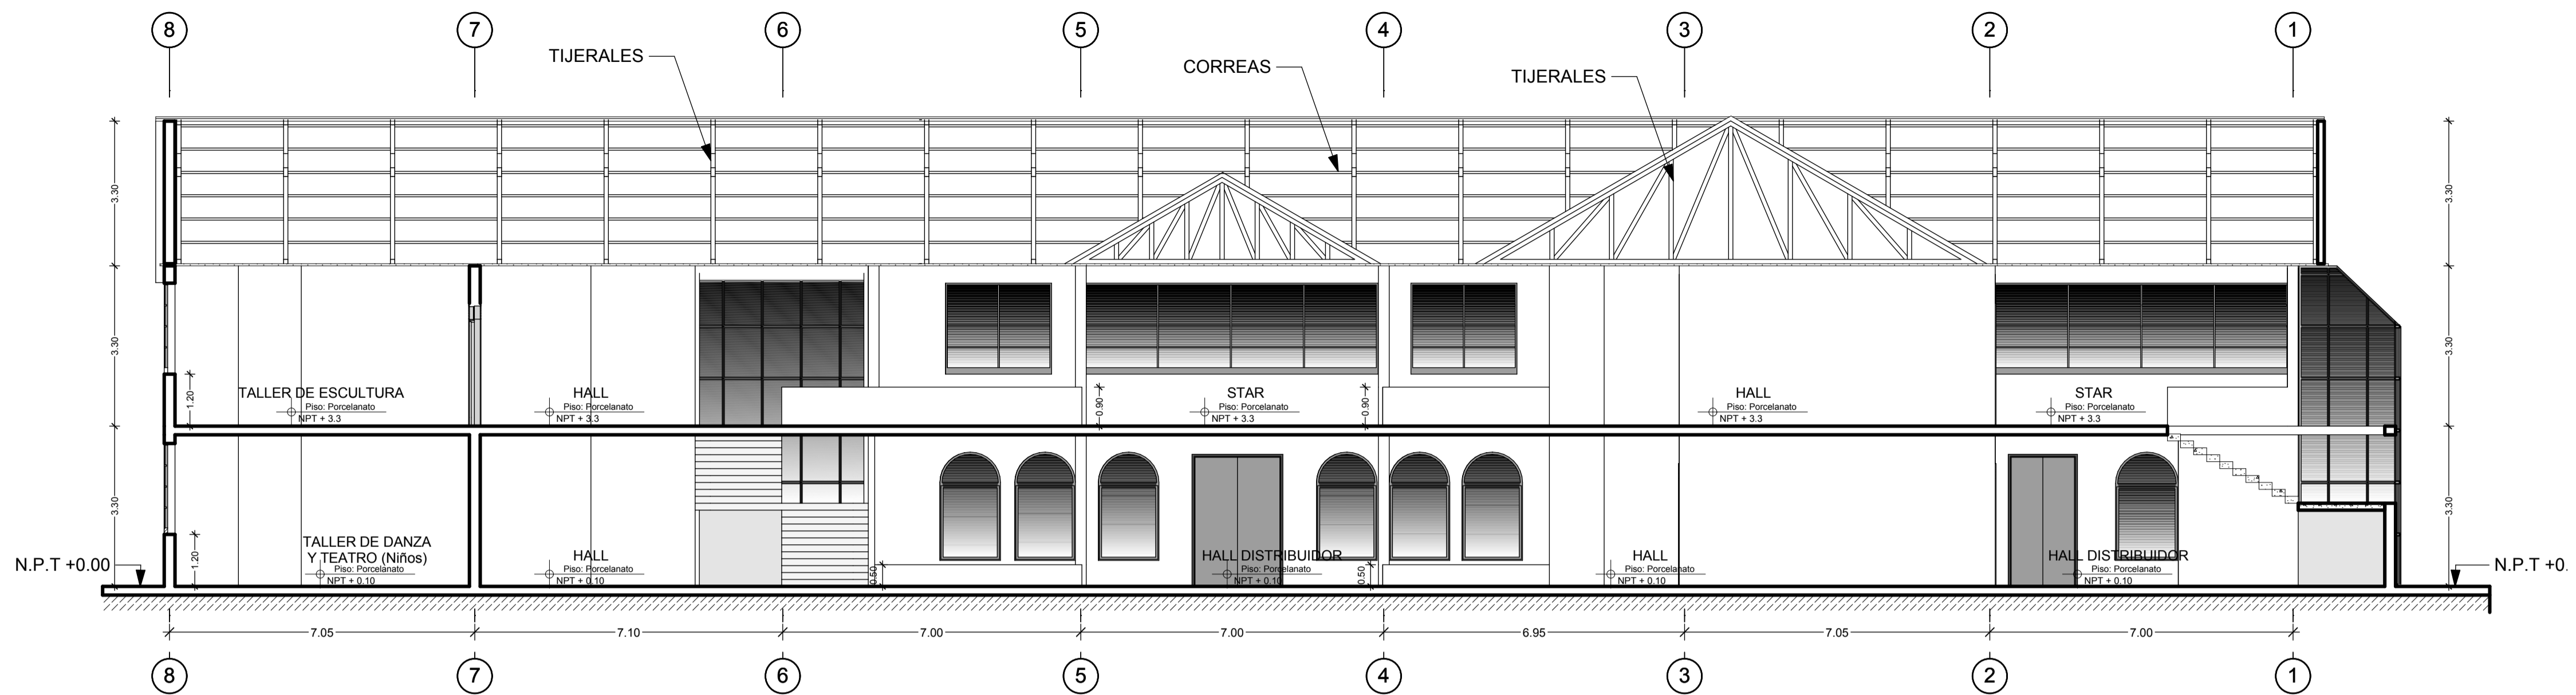 8 7 6 5 4 3 2 1
TIJERALES
CORREAS
TIJERALES
3.30
3.30
3.30
3.30
1.20
TALLER DE ESCULTURA
Piso: Porcelanato
NPT + 3.3
HALL
Piso: Porcelanato
NPT + 3.3
0.90
STAR
Piso: Porcelanato
NPT + 3.3
0.90
HALL
Piso: Porcelanato
NPT + 3.3
STAR
Piso: Porcelanato
NPT + 3.3
3.30
3.30
N.P.T +0.00
1.20
TALLER DE DANZA
Y TEATRO (Niños)
Piso: Porcelanato
NPT + 0.10
HALL
Piso: Porcelanato
NPT + 0.10
0.50
HALL DISTRIBUIDOR
Piso: Porcelanato
NPT + 0.10
0.50
HALL
Piso: Porcelanato
NPT + 0.10
HALL DISTRIBUIDOR
Piso: Porcelanato
NPT + 0.10
N.P.T +0.
7.05 7.10 7.00 7.00 6.95 7.05 7.00
8 7 6 5 4 3 2 1